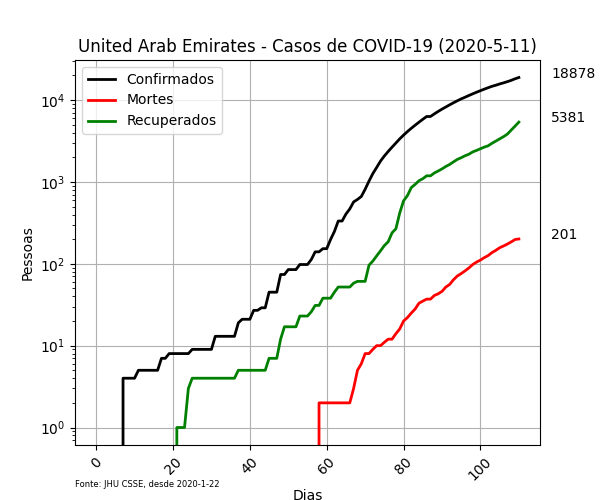 United Arab Emirates - Casos de COVID-19 (2020-5-11)
Confirmados
Mortes
Recuperados
18878
5381
201
10⁴
10³
10²
10¹
10⁰
Pessoas
0 20 40 60 80 100
Fonte: JHU CSSE, desde 2020-1-22
Dias